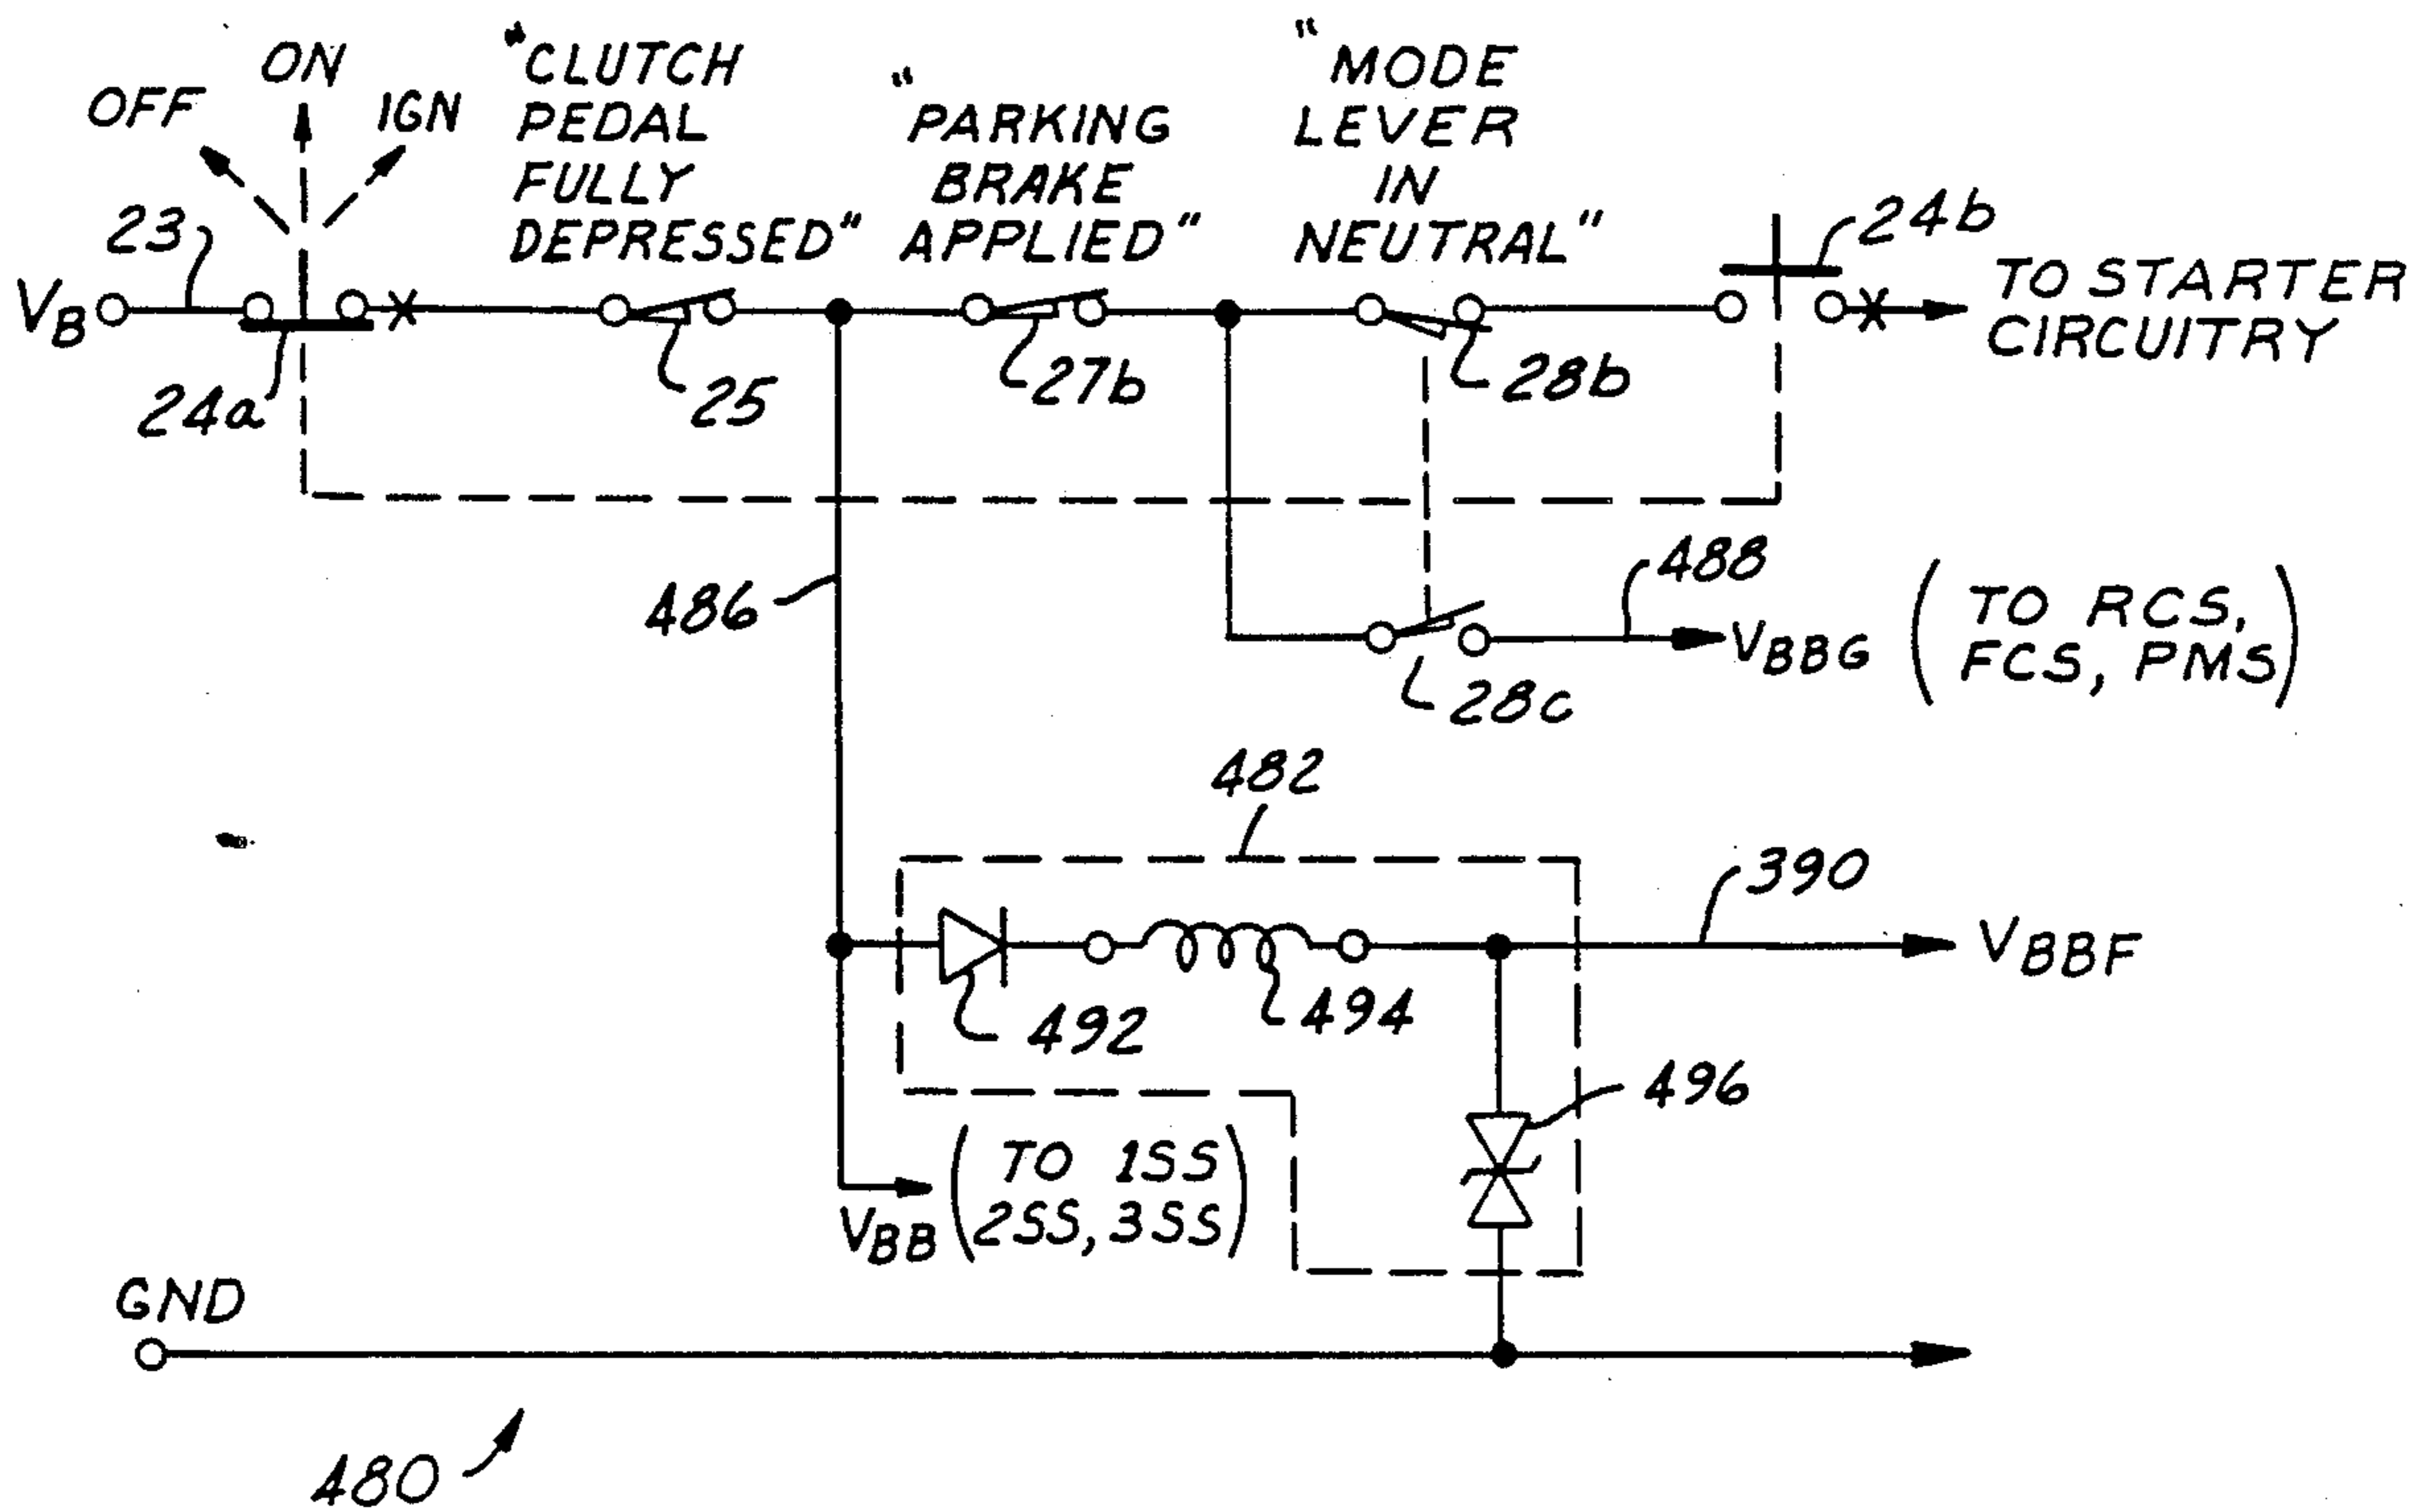 OFF
ON
IGN
"CLUTCH
PEDAL
FULLY
DEPRESSED"
"PARKING
BRAKE
APPLIED"
"MODE
LEVER
IN
NEUTRAL"
24b
23
VB
TO STARTER
CIRCUITRY
24a
25
27b
28b
486
488
VBBG
(TO RCS,
FCS, PMS)
28c
482
390
VBBF
492
494
496
VBB
(TO 1SS
2SS, 3SS)
GND
480